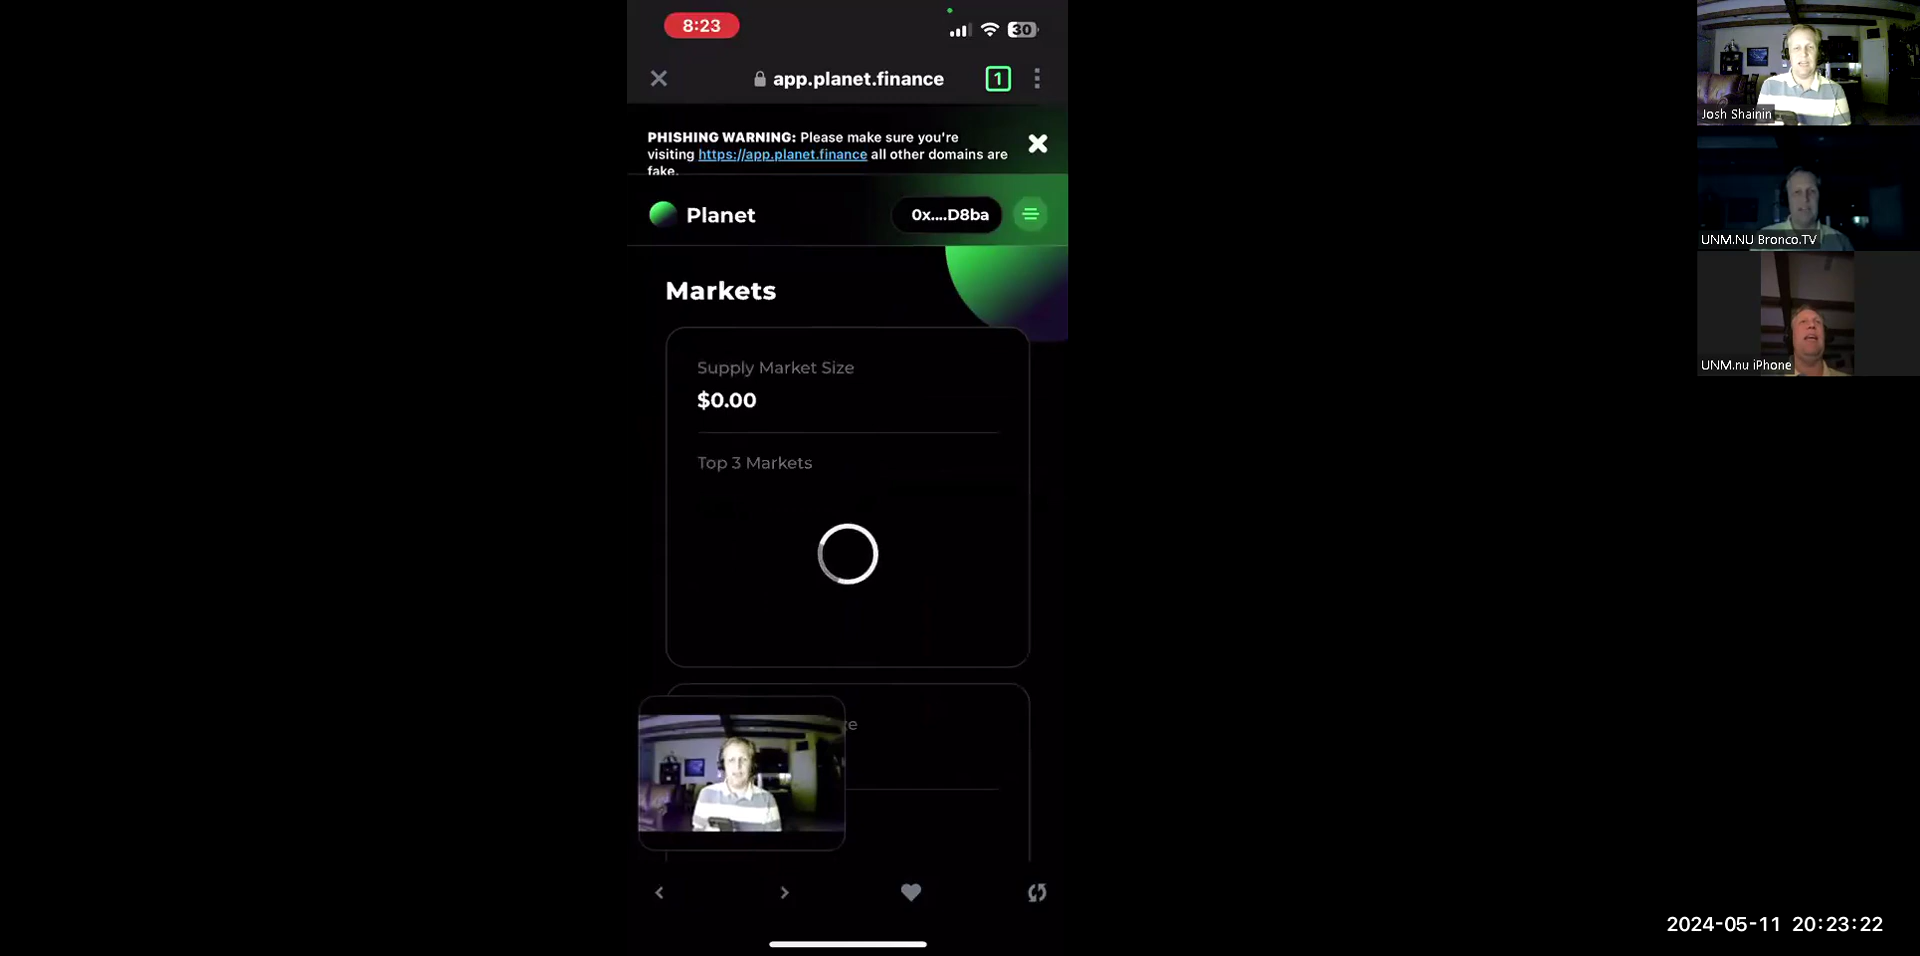 8:23
30
app.planet.finance
1
PHISHING WARNING: Please make sure you're
visiting https://app.planet.finance all other domains are
fake.
Planet
0x....D8ba
Markets
Supply Market Size
$0.00
Top 3 Markets
Josh Shainin
UNM.NU Bronco.TV
UNM.nu iPhone
2024-05-11 20:23:22